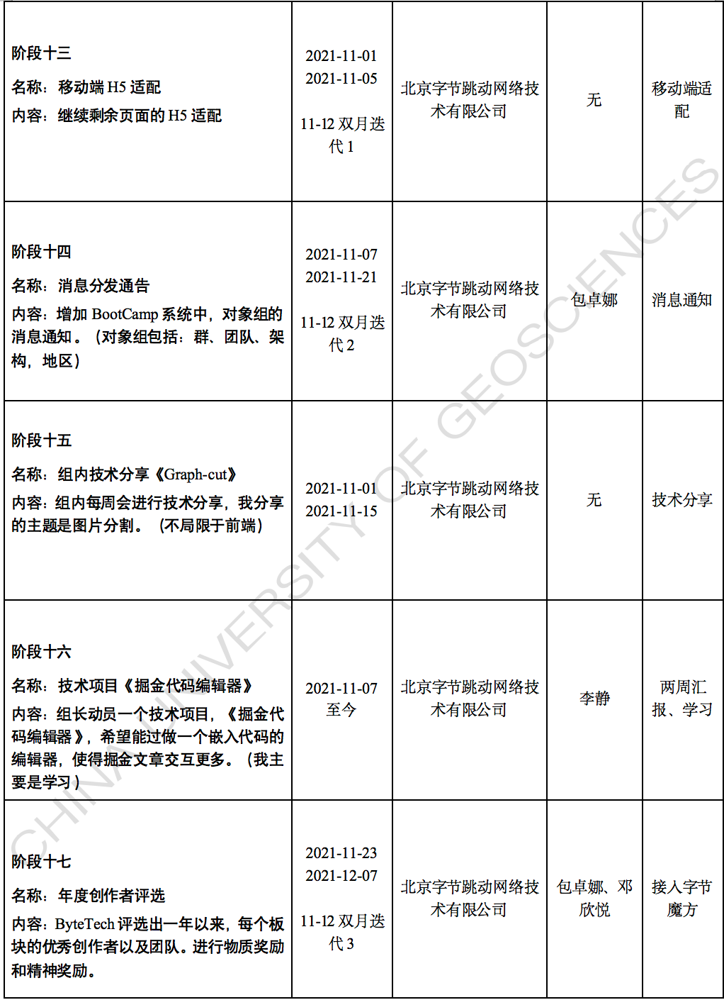 阶段十三
名称：移动端 H5 适配
内容：继续剩余页面的 H5 适配
2021-11-01
2021-11-05
11-12 双月迭
代 1
北京字节跳动网络技
术有限公司
无
移动端适
配
阶段十四
名称：消息分发通告
内容：增加 BootCamp 系统中，对象组的
消息通知。（对象组包括：群、团队、架
构，地区）
2021-11-07
2021-11-21
11-12 双月迭
代 2
北京字节跳动网络技
术有限公司
包卓娜
消息通知
阶段十五
名称：组内技术分享《Graph-cut》
内容：组内每周会进行技术分享，我分享
的主题是图片分割。（不局限于前端）
2021-11-01
2021-11-15
北京字节跳动网络技
术有限公司
无
技术分享
阶段十六
名称：技术项目《掘金代码编辑器》
内容：组长动员一个技术项目，《掘金代
码编辑器》，希望能过做一个嵌入代码的
编辑器，使得掘金文章交互更多。（我主
要是学习）
2021-11-07
至今
北京字节跳动网络技
术有限公司
李静
两周汇
报、学习
阶段十七
名称：年度创作者评选
内容：ByteTech 评选出一年以来，每个板
块的优秀创作者以及团队。进行物质奖励
和精神奖励。
2021-11-23
2021-12-07
11-12 双月迭
代 3
北京字节跳动网络技
术有限公司
包卓娜、邓
欣悦
接入字节
魔方
CHINA UNIVERSITY OF GEOSCIENCES